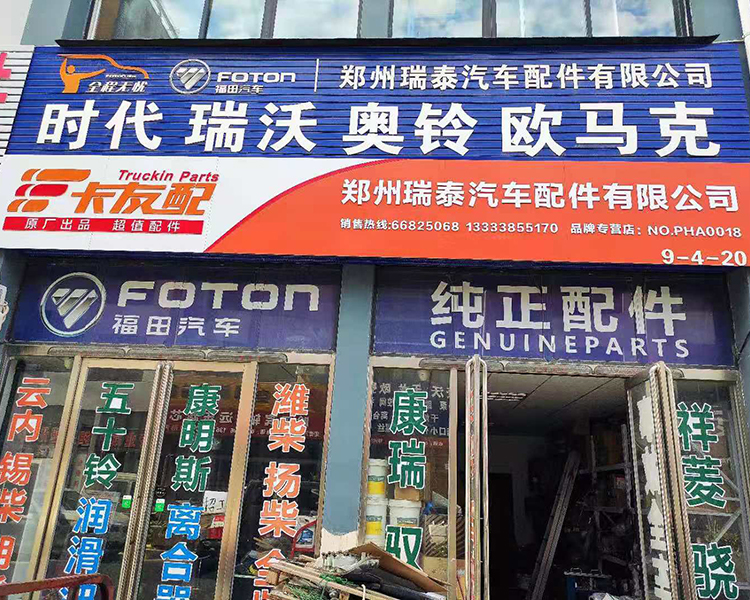 全程无忧 FOTON 福田汽车 郑州瑞泰汽车配件有限公司
时代 瑞沃 奥铃 欧马克
Truckin Parts
卡友配
原厂出品 超值配件
郑州瑞泰汽车配件有限公司
销售热线:66825068 13333855170 品牌专营店: NO.PHA0018
9-4-20
FOTON
福田汽车
纯正配件
GENUINEPARTS
云内 锡柴
五十铃 润滑
康明斯 离合器
潍柴 扬柴
康瑞 驭
祥菱 骁